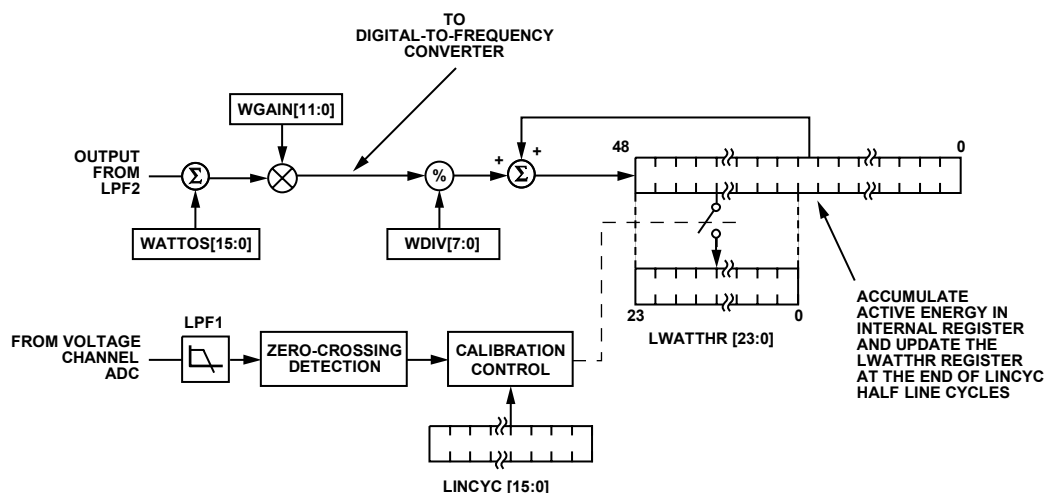 TO
DIGITAL-TO-FREQUENCY
CONVERTER
WGAIN[11:0]
OUTPUT
FROM
LPF2
Σ
%
+
+
Σ
48
0
WATTOS[15:0]
WDIV[7:0]
23
0
LWATTHR [23:0]
ACCUMULATE
ACTIVE ENERGY IN
INTERNAL REGISTER
AND UPDATE THE
LWATTHR REGISTER
AT THE END OF LINCYC
HALF LINE CYCLES
FROM VOLTAGE
CHANNEL
ADC
LPF1
ZERO-CROSSING
DETECTION
CALIBRATION
CONTROL
LINCYC [15:0]